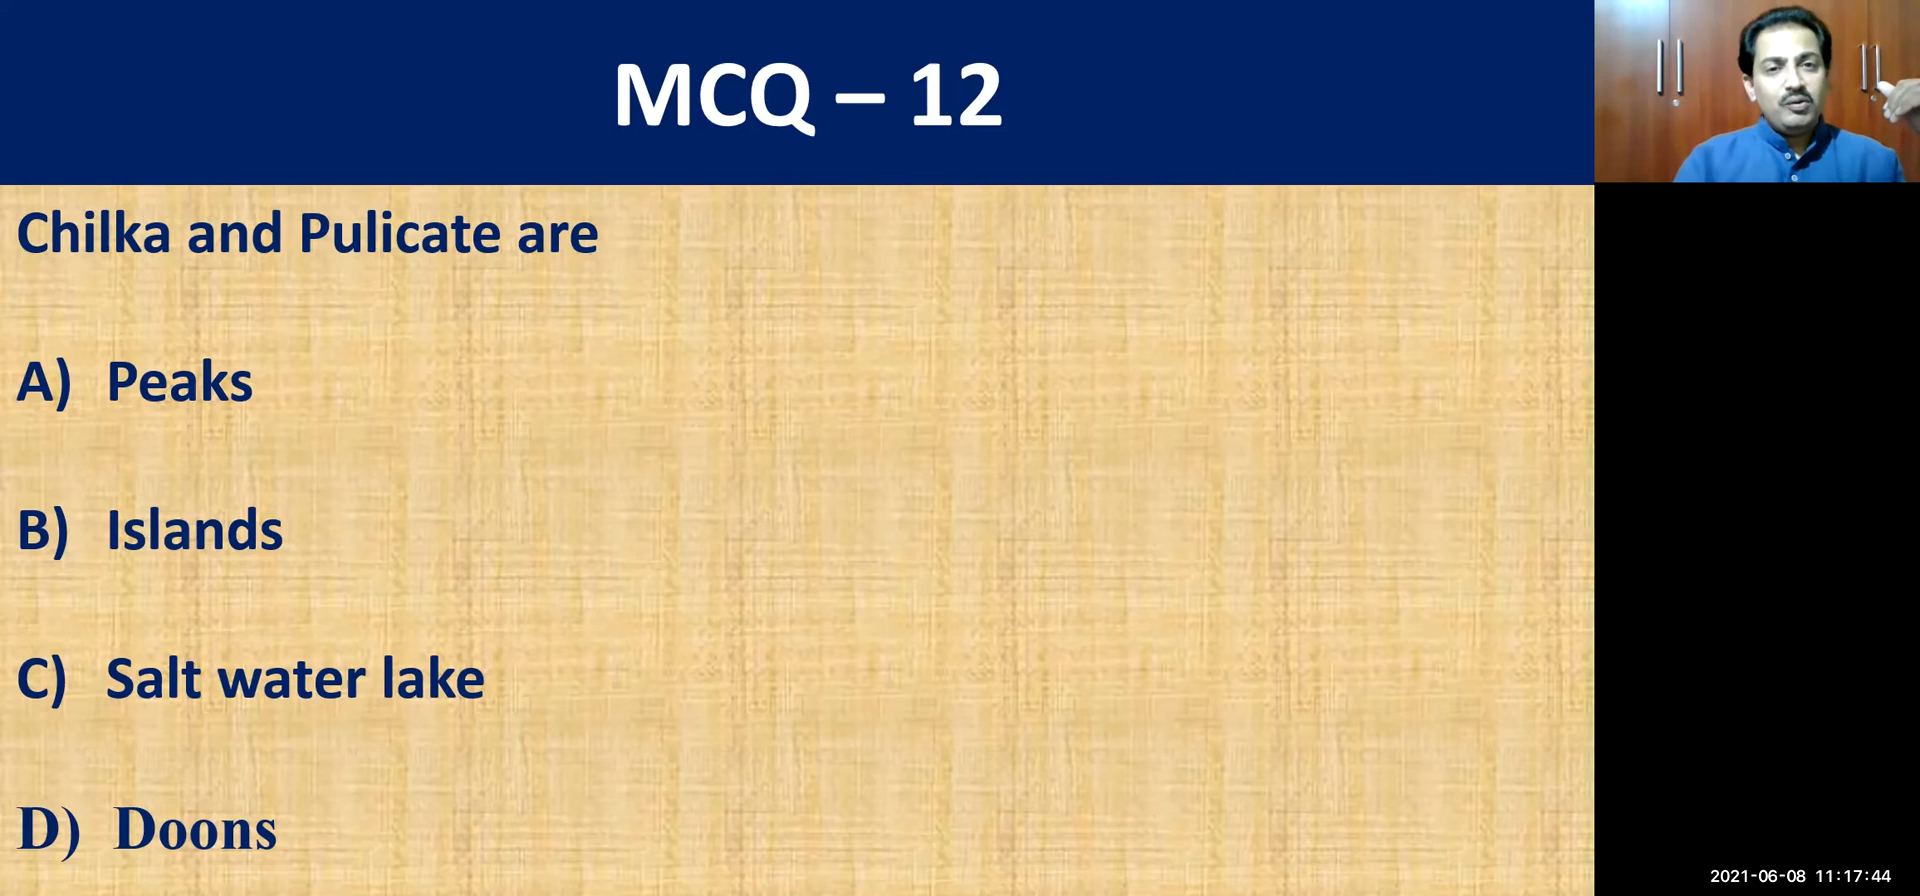 MCQ – 12
Chilka and Pulicate are
A) Peaks
B) Islands
C) Salt water lake
D) Doons
2021-06-08 11:17:44